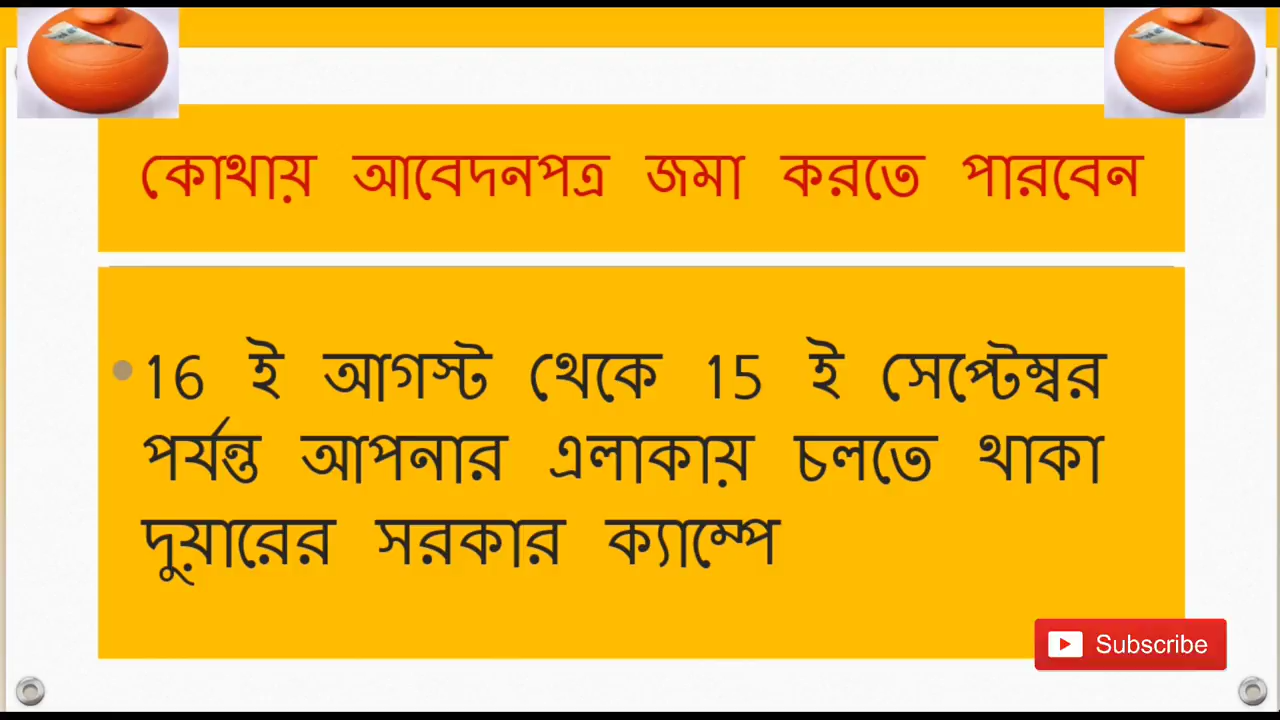 কোথায় আবেদনপত্র জমা করতে পারবেন
16 ই আগস্ট থেকে 15 ই সেপ্টেম্বর
পর্যন্ত আপনার এলাকায় চলতে থাকা
দুয়ারের সরকার ক্যাম্পে
Subscribe